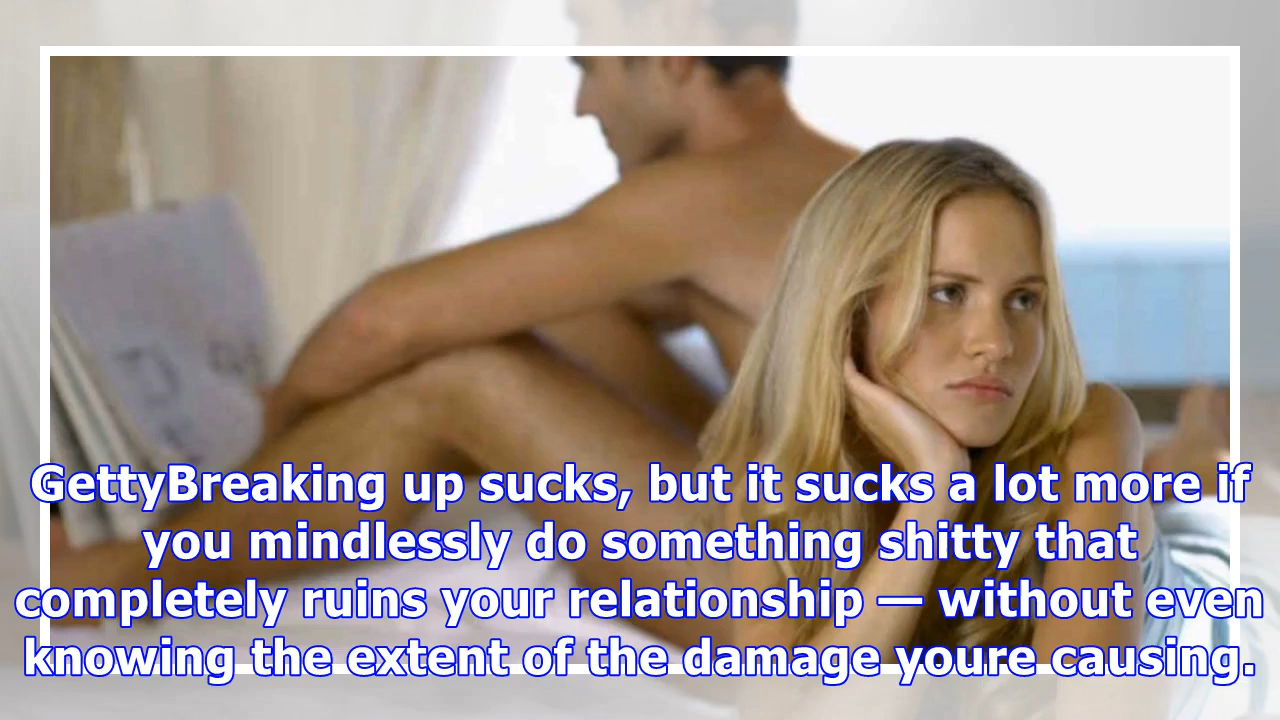 GettyBreaking up sucks, but it sucks a lot more if
you mindlessly do something shitty that
completely ruins your relationship — without even
knowing the extent of the damage youre causing.